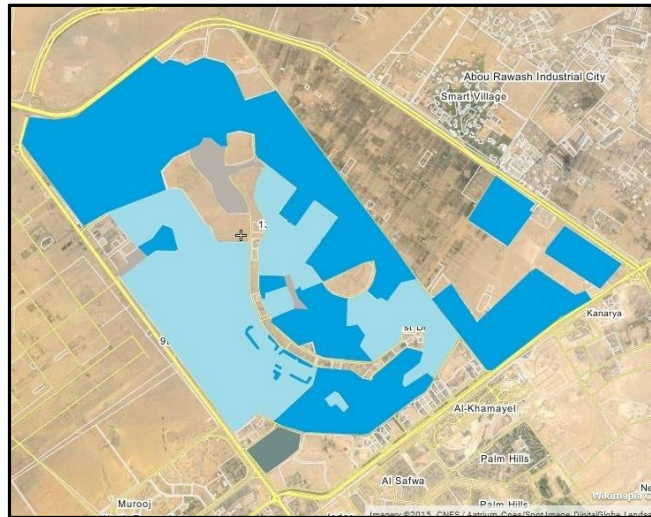 Abou Rawash Industrial City
Smart Village
Kanarya
Al-Khamayel
Palm Hills
Al Safwa
Murooj
Palm Hills
Wikimapia
Imagery ©2015, CNES / Astrium, Cnes/Spot Image, DigitalGlobe, Landsa